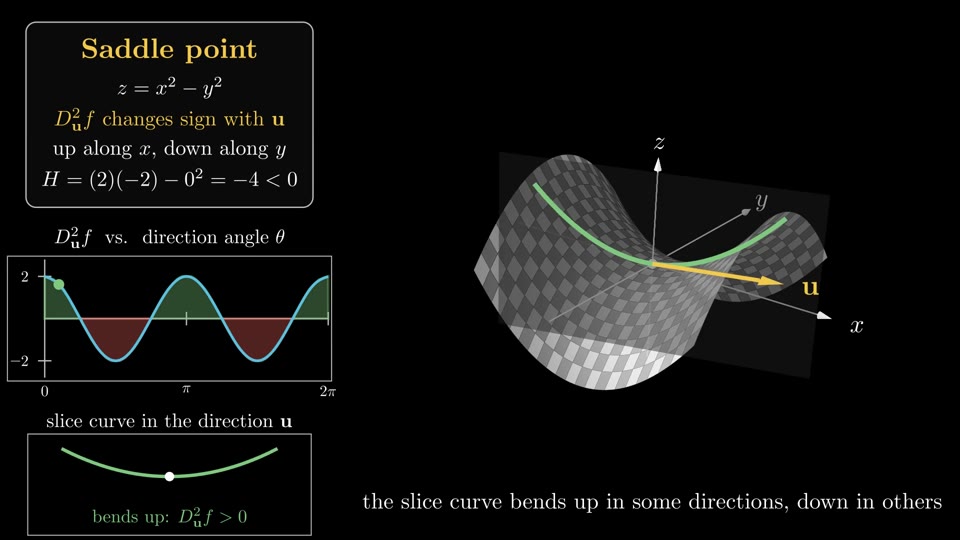 Saddle point
z = x² − y²
D²ᵤf changes sign with u
up along x, down along y
H = (2)(−2) − 0² = −4 < 0
D²ᵤf vs. direction angle θ
2
−2
0
π
2π
slice curve in the direction u
bends up: D²ᵤf > 0
z
y
u
x
the slice curve bends up in some directions, down in others